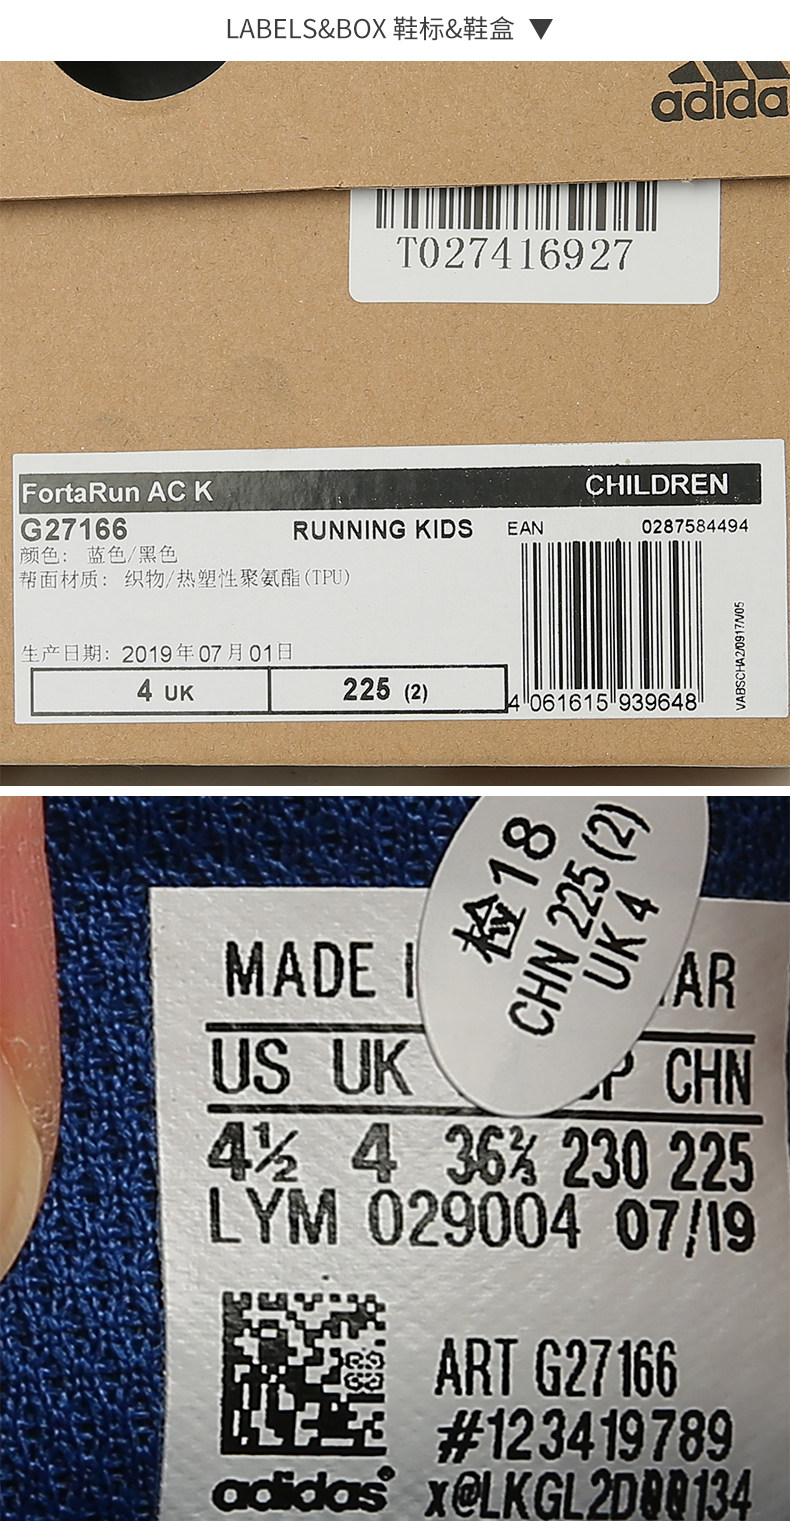 LABELS&BOX 鞋标&鞋盒 ▼
adida
T027416927
FortaRun AC K CHILDREN
G27166 RUNNING KIDS EAN 0287584494
颜色: 蓝色/黑色
帮面材质: 织物/热塑性聚氨酯(TPU)
生产日期: 2019年07月01日
4 UK 225 (2)
4 061615 939648
VABSCHA2/0917/V05
检18
CHN 225 (2)
UK 4
MADE I AR
US UK P CHN
4½ 4 36⅔ 230 225
LYM 029004 07/19
ART G27166
#123419789
adidas